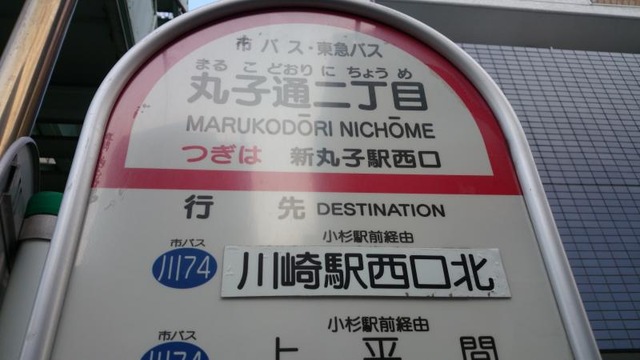 市バス・東急バス
まるこどおりにちょうめ
丸子通二丁目
MARUKODŌRI NICHŌME
つぎは 新丸子駅西口
行先 DESTINATION
小杉駅前経由
市バス
川74 川崎駅西口北
小杉駅前経由
市バス
川74 上平間